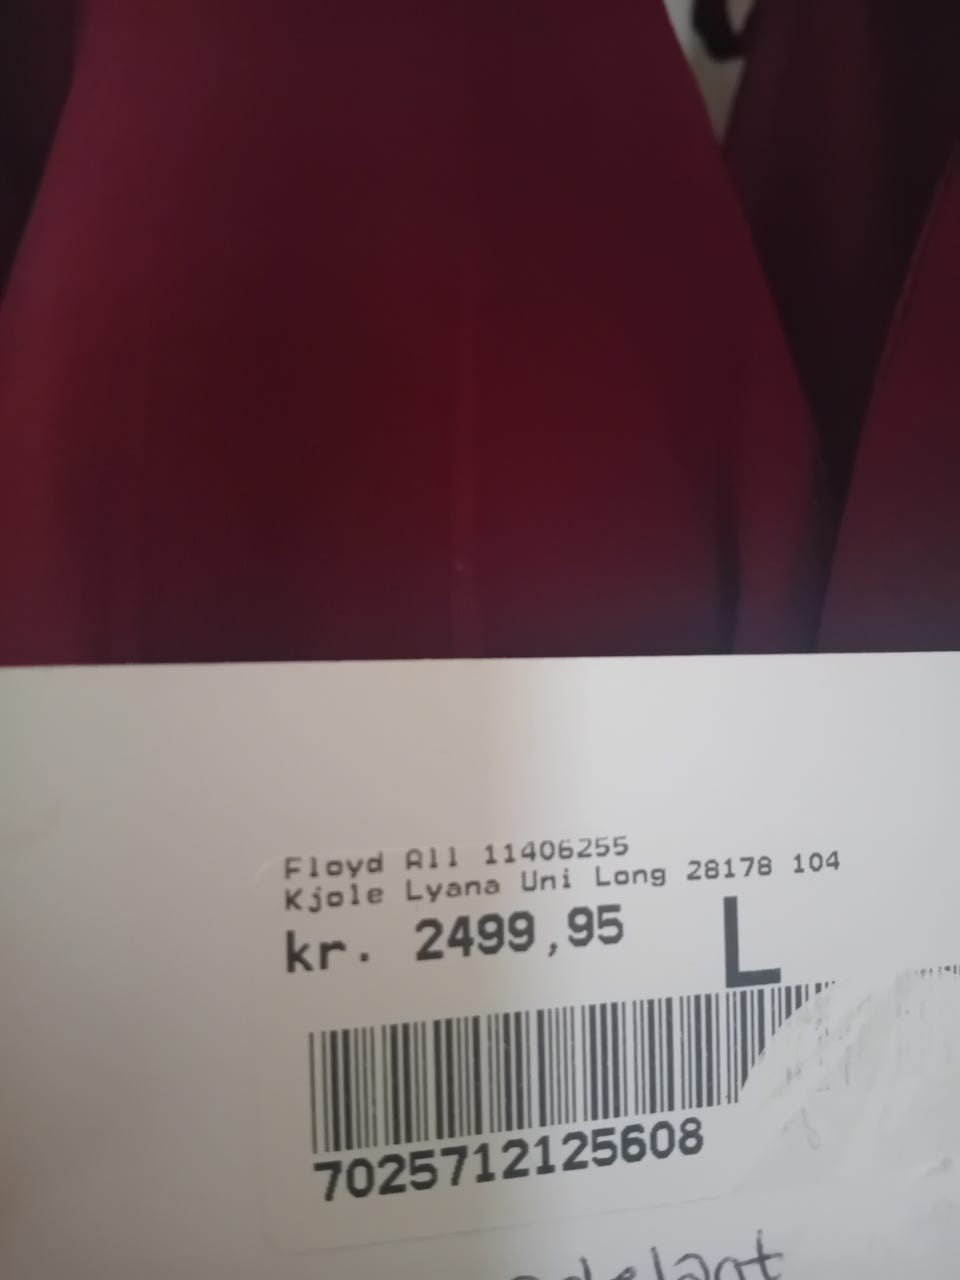 Floyd All 11406255
Kjole Lyana Uni Long 28178 104
kr. 2499,95
L
7025712125608